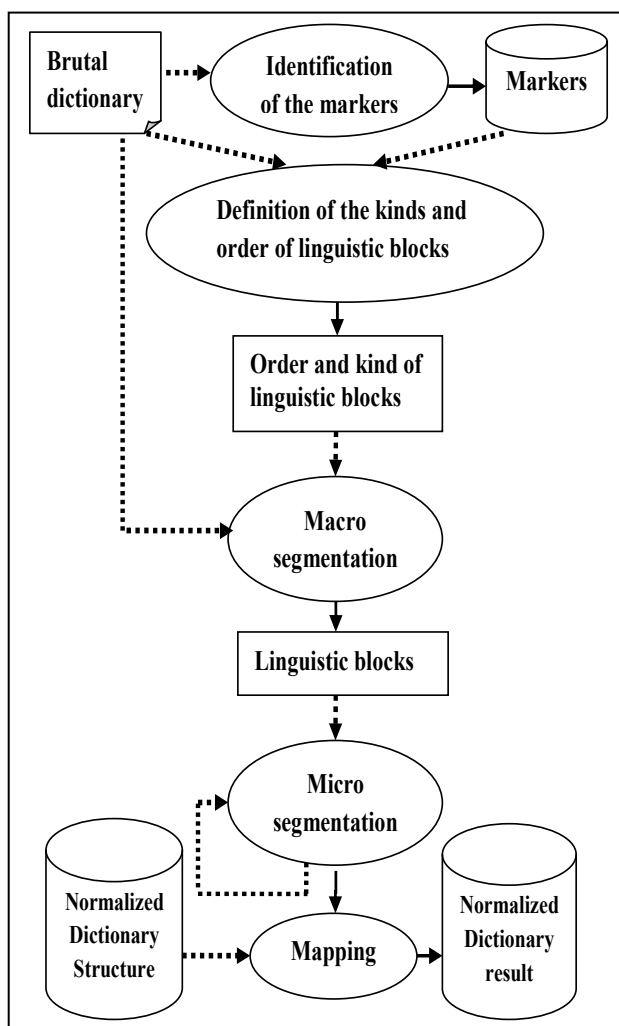 Brutal
dictionary
Identification
of the markers
Markers
Definition of the kinds and
order of linguistic blocks
Order and kind of
linguistic blocks
Macro
segmentation
Linguistic blocks
Micro
segmentation
Normalized
Dictionary
Structure
Mapping
Normalized
Dictionary
result